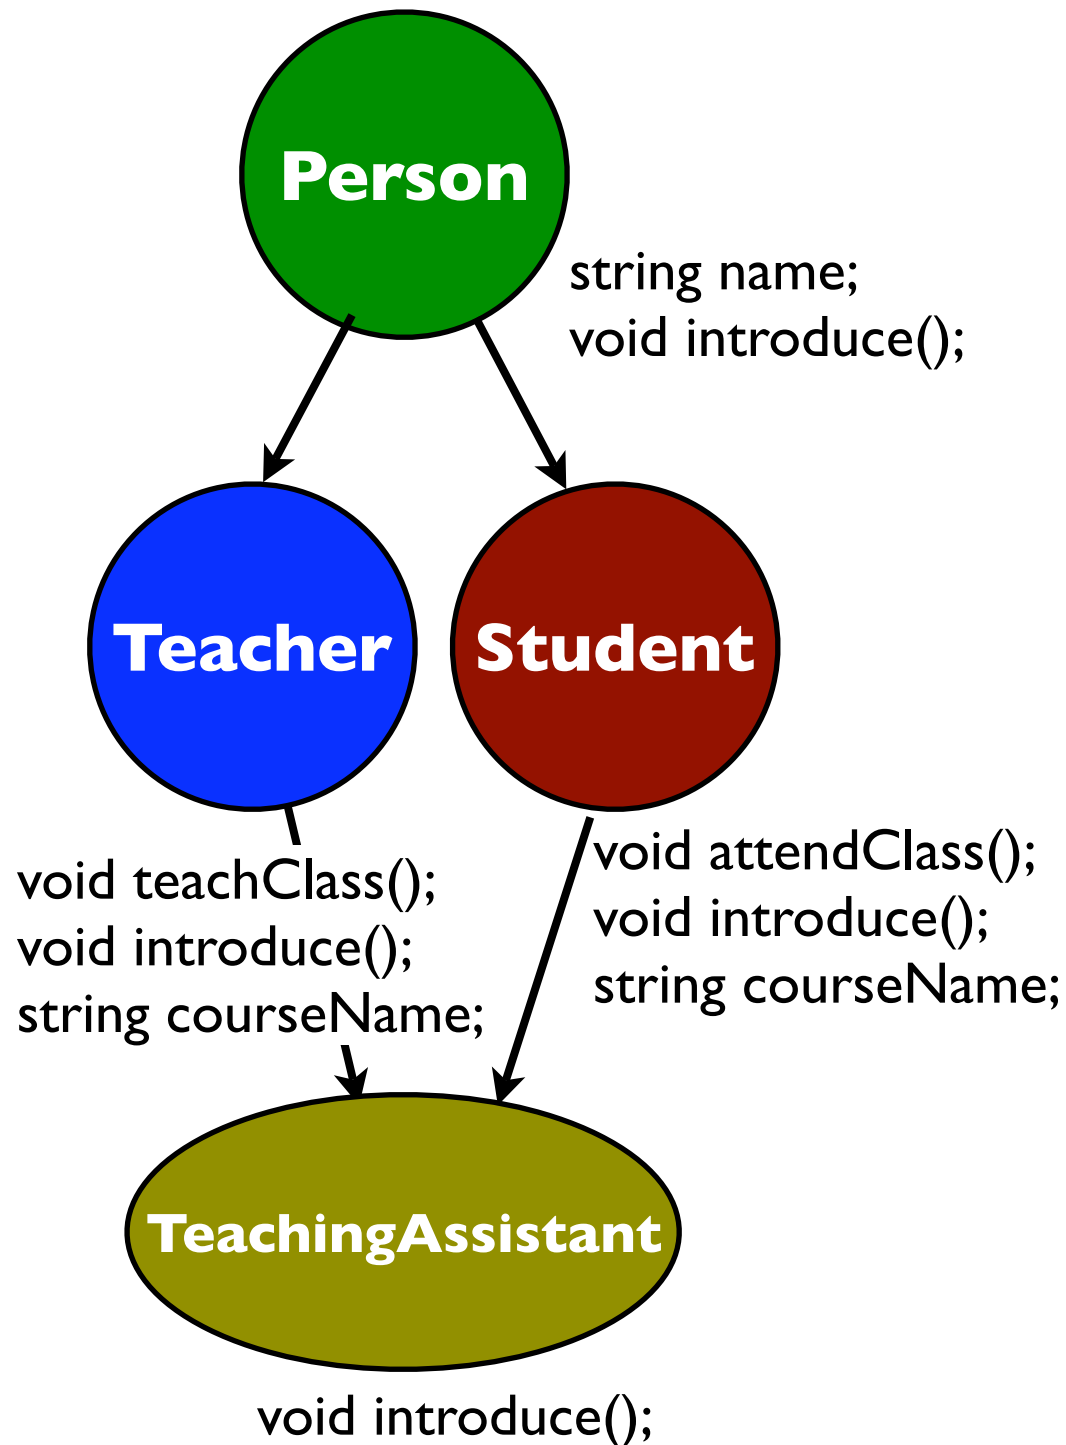 Person
string name;
void introduce();
Teacher
Student
void teachClass();
void introduce();
string courseName;
void attendClass();
void introduce();
string courseName;
TeachingAssistant
void introduce();